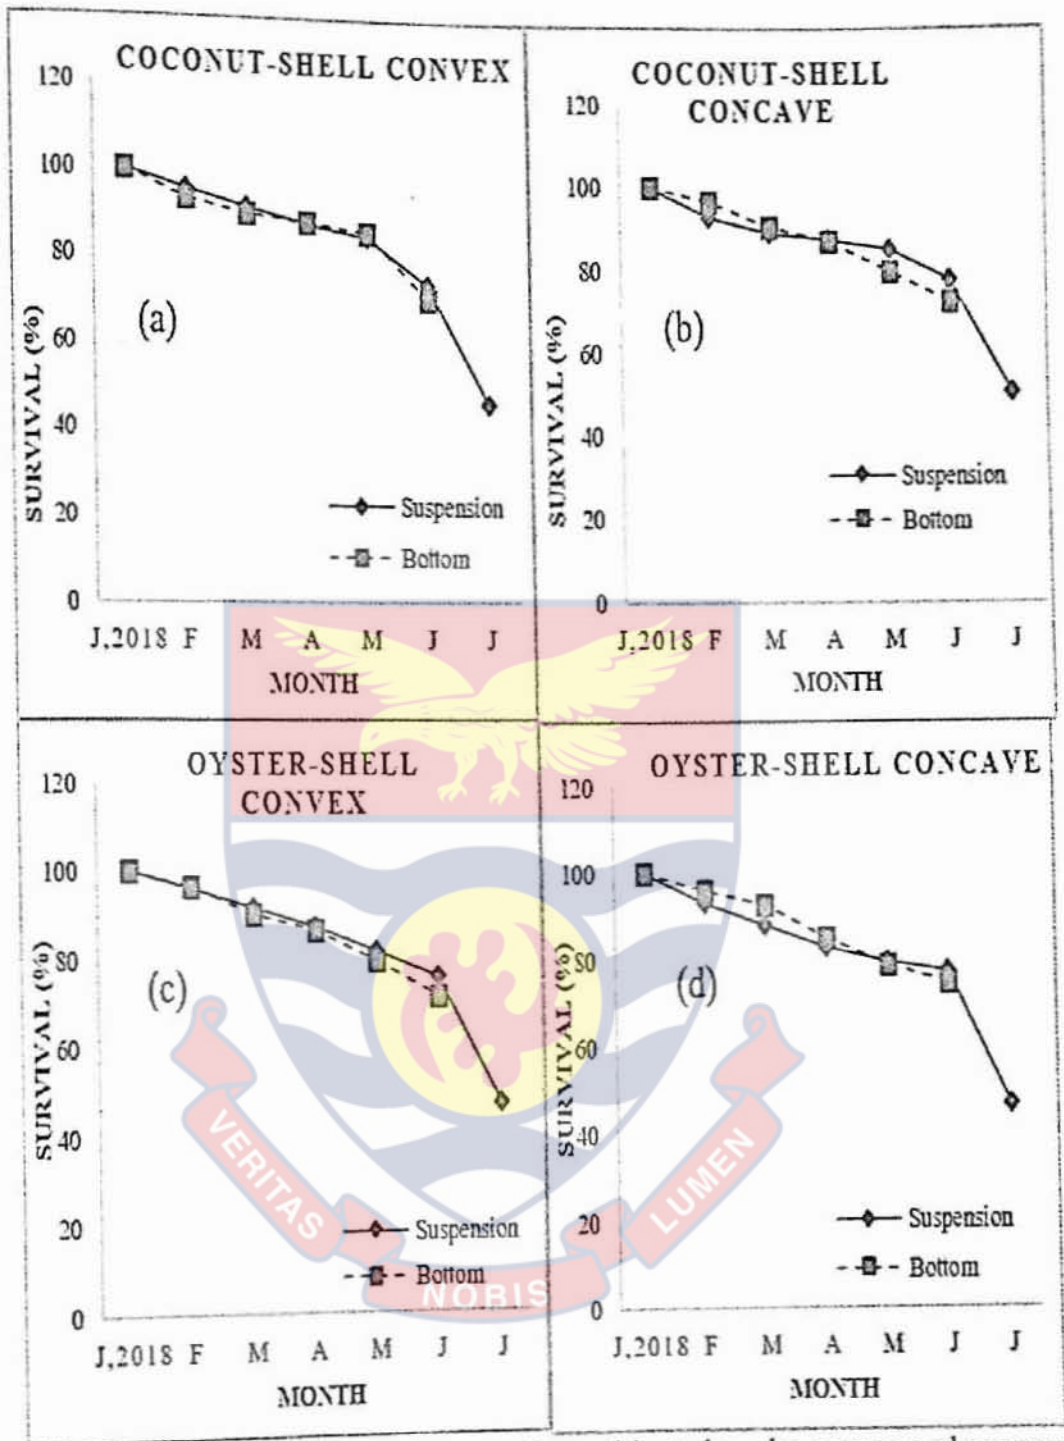 COCONUT-SHELL CONVEX
120
100
80
60
40
20
0
SURVIVAL (%)
(a)
Suspension
Bottom
J,2018 F M A M J J
MONTH
COCONUT-SHELL
CONCAVE
120
100
80
60
40
20
0
SURVIVAL (%)
(b)
Suspension
Bottom
J,2018 F M A M J J
MONTH
OYSTER-SHELL
CONVEX
120
100
80
60
40
20
0
SURVIVAL (%)
(c)
Suspension
Bottom
J,2018 F M A M J J
MONTH
OYSTER-SHELL CONCAVE
120
100
80
60
40
20
0
SURVIVAL (%)
(d)
Suspension
Bottom
J,2018 F M A M J J
MONTH
VERITAS
NOBIS
LUMEN